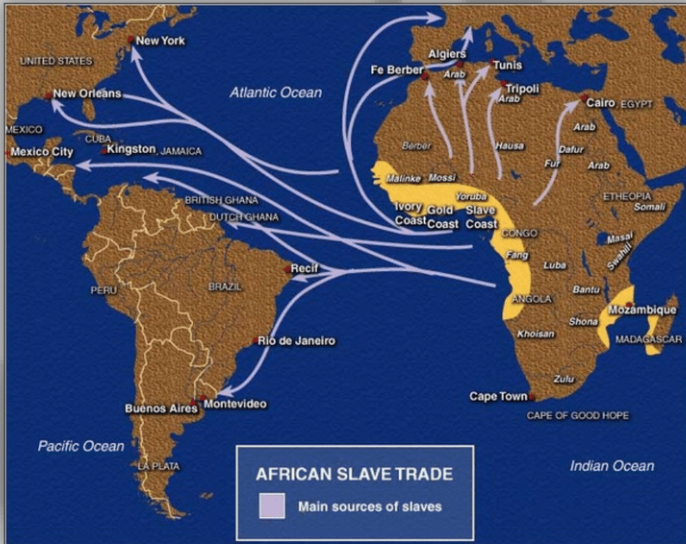 New York
UNITED STATES
New Orleans
Atlantic Ocean
MEXICO
CUBA
Mexico City
Kingston
JAMAICA
BRITISH GHANA
DUTCH GHANA
PERU
BRAZIL
Recif
Rio de Janeiro
Buenos Aires
Montevideo
Pacific Ocean
LA PLATA
Algiers
Fe Berber
Arab
Tunis
Tripoli
Arab
Cairo
EGYPT
Arab
Berber
Hausa
Dafur
Fur
Arab
Malinke
Mossi
Yoruba
ETHEOPIA
Somali
Ivory
Coast
Gold
Coast
Slave
Coast
CONGO
Fang
Masai
Swahili
Luba
Bantu
ANGOLA
Mozambique
Khoisan
Shona
MADAGASCAR
Zulu
Cape Town
CAPE OF GOOD HOPE
Indian Ocean
AFRICAN SLAVE TRADE
Main sources of slaves